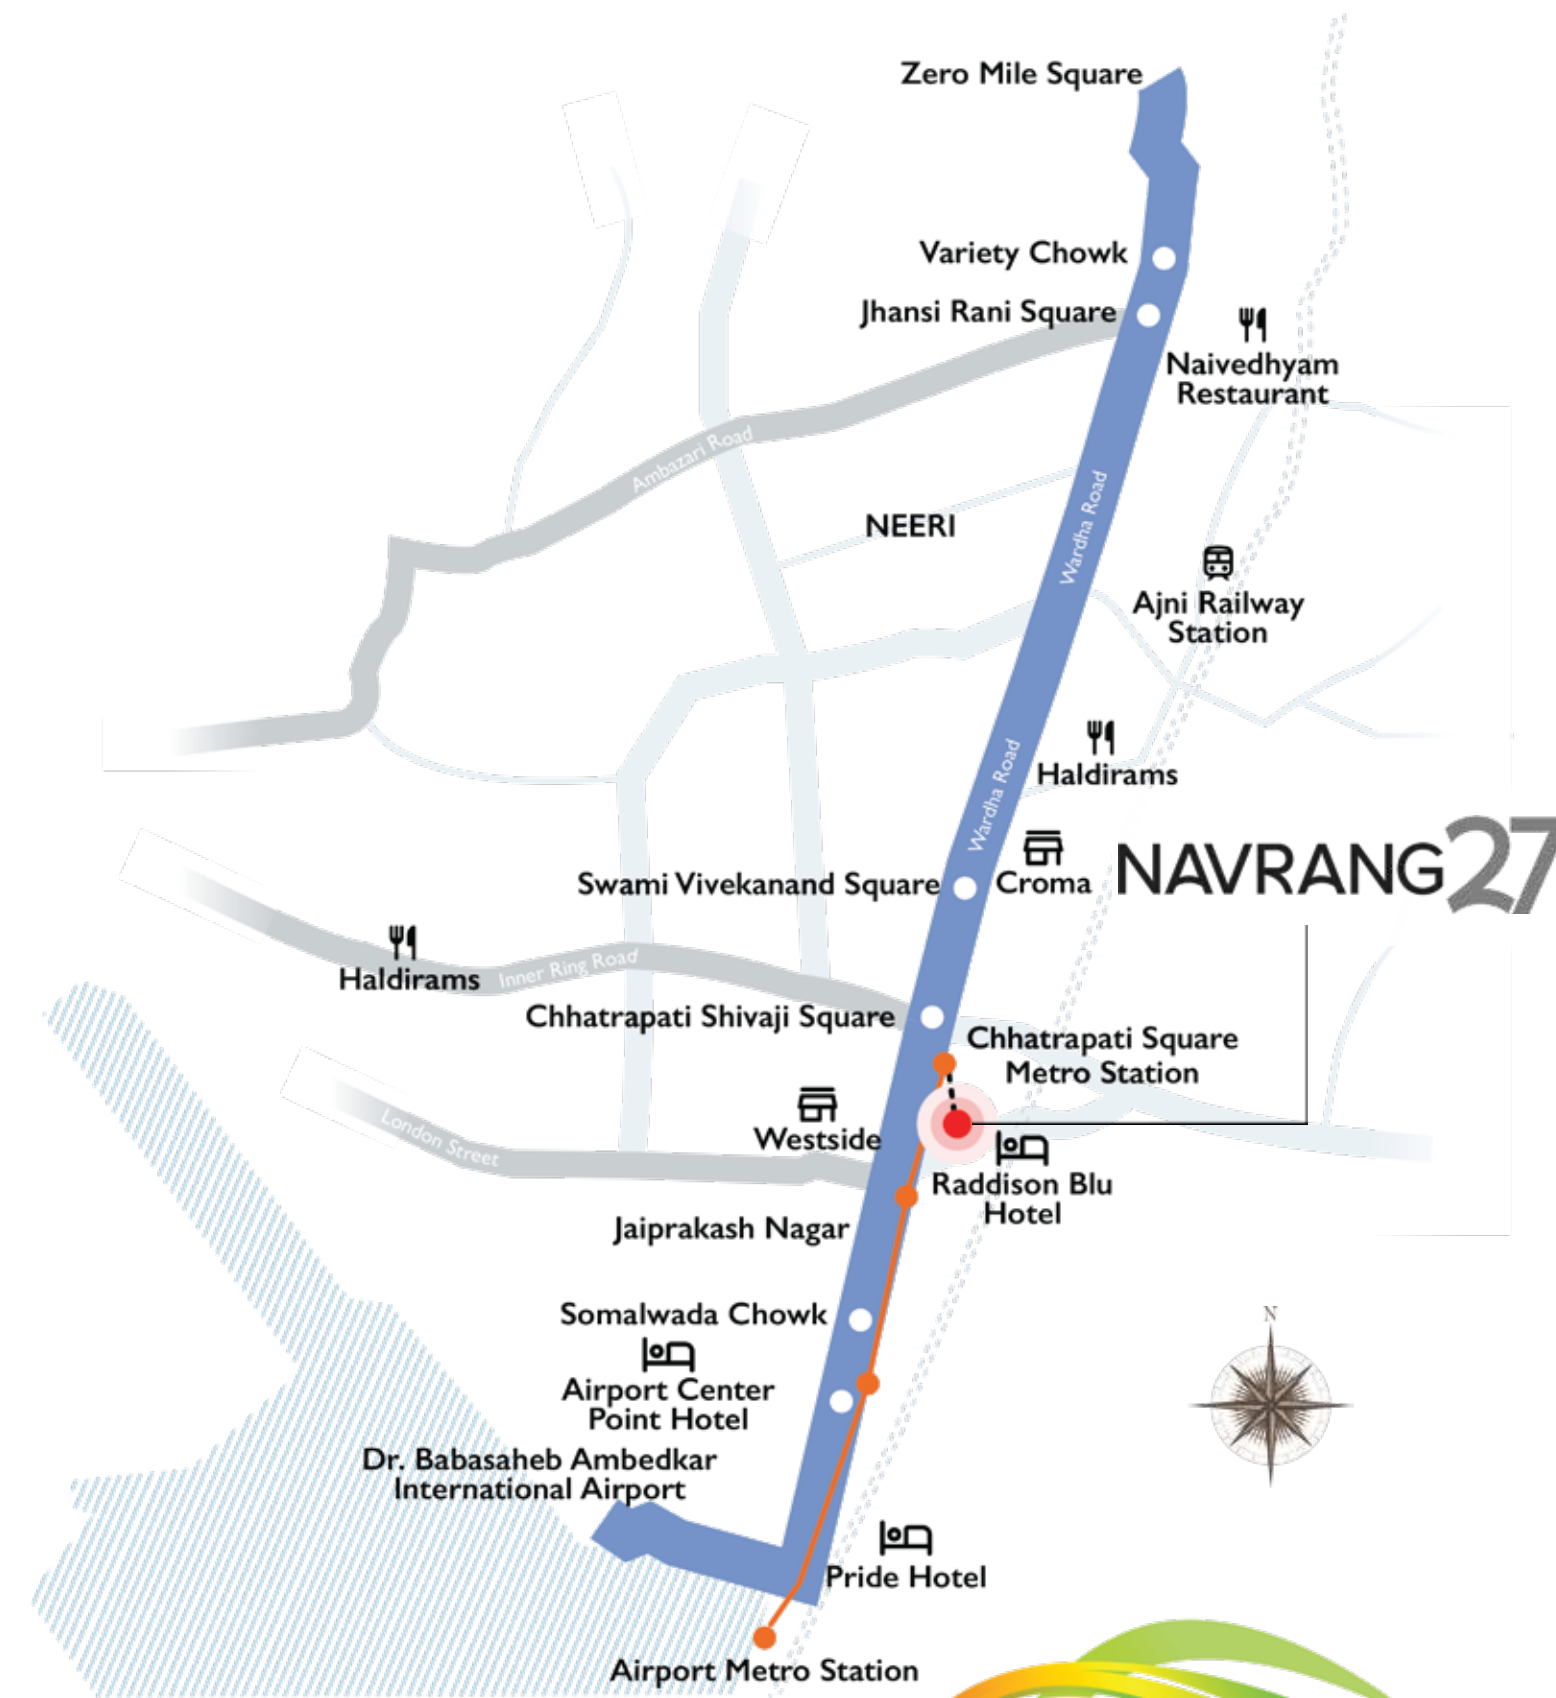 Zero Mile Square
Variety Chowk
Jhansi Rani Square
Naivedhyam
Restaurant
Ambazari Road
Wardha Road
NEERI
Ajni Railway
Station
Wardha Road
Haldirams
NAVRANG27
Swami Vivekanand Square
Croma
Haldirams
Inner Ring Road
Chhatrapati Shivaji Square
Chhatrapati Square
Metro Station
Westside
London Street
Raddison Blu
Hotel
Jaiprakash Nagar
Somalwada Chowk
N
Airport Center
Point Hotel
Dr. Babasaheb Ambedkar
International Airport
Pride Hotel
Airport Metro Station